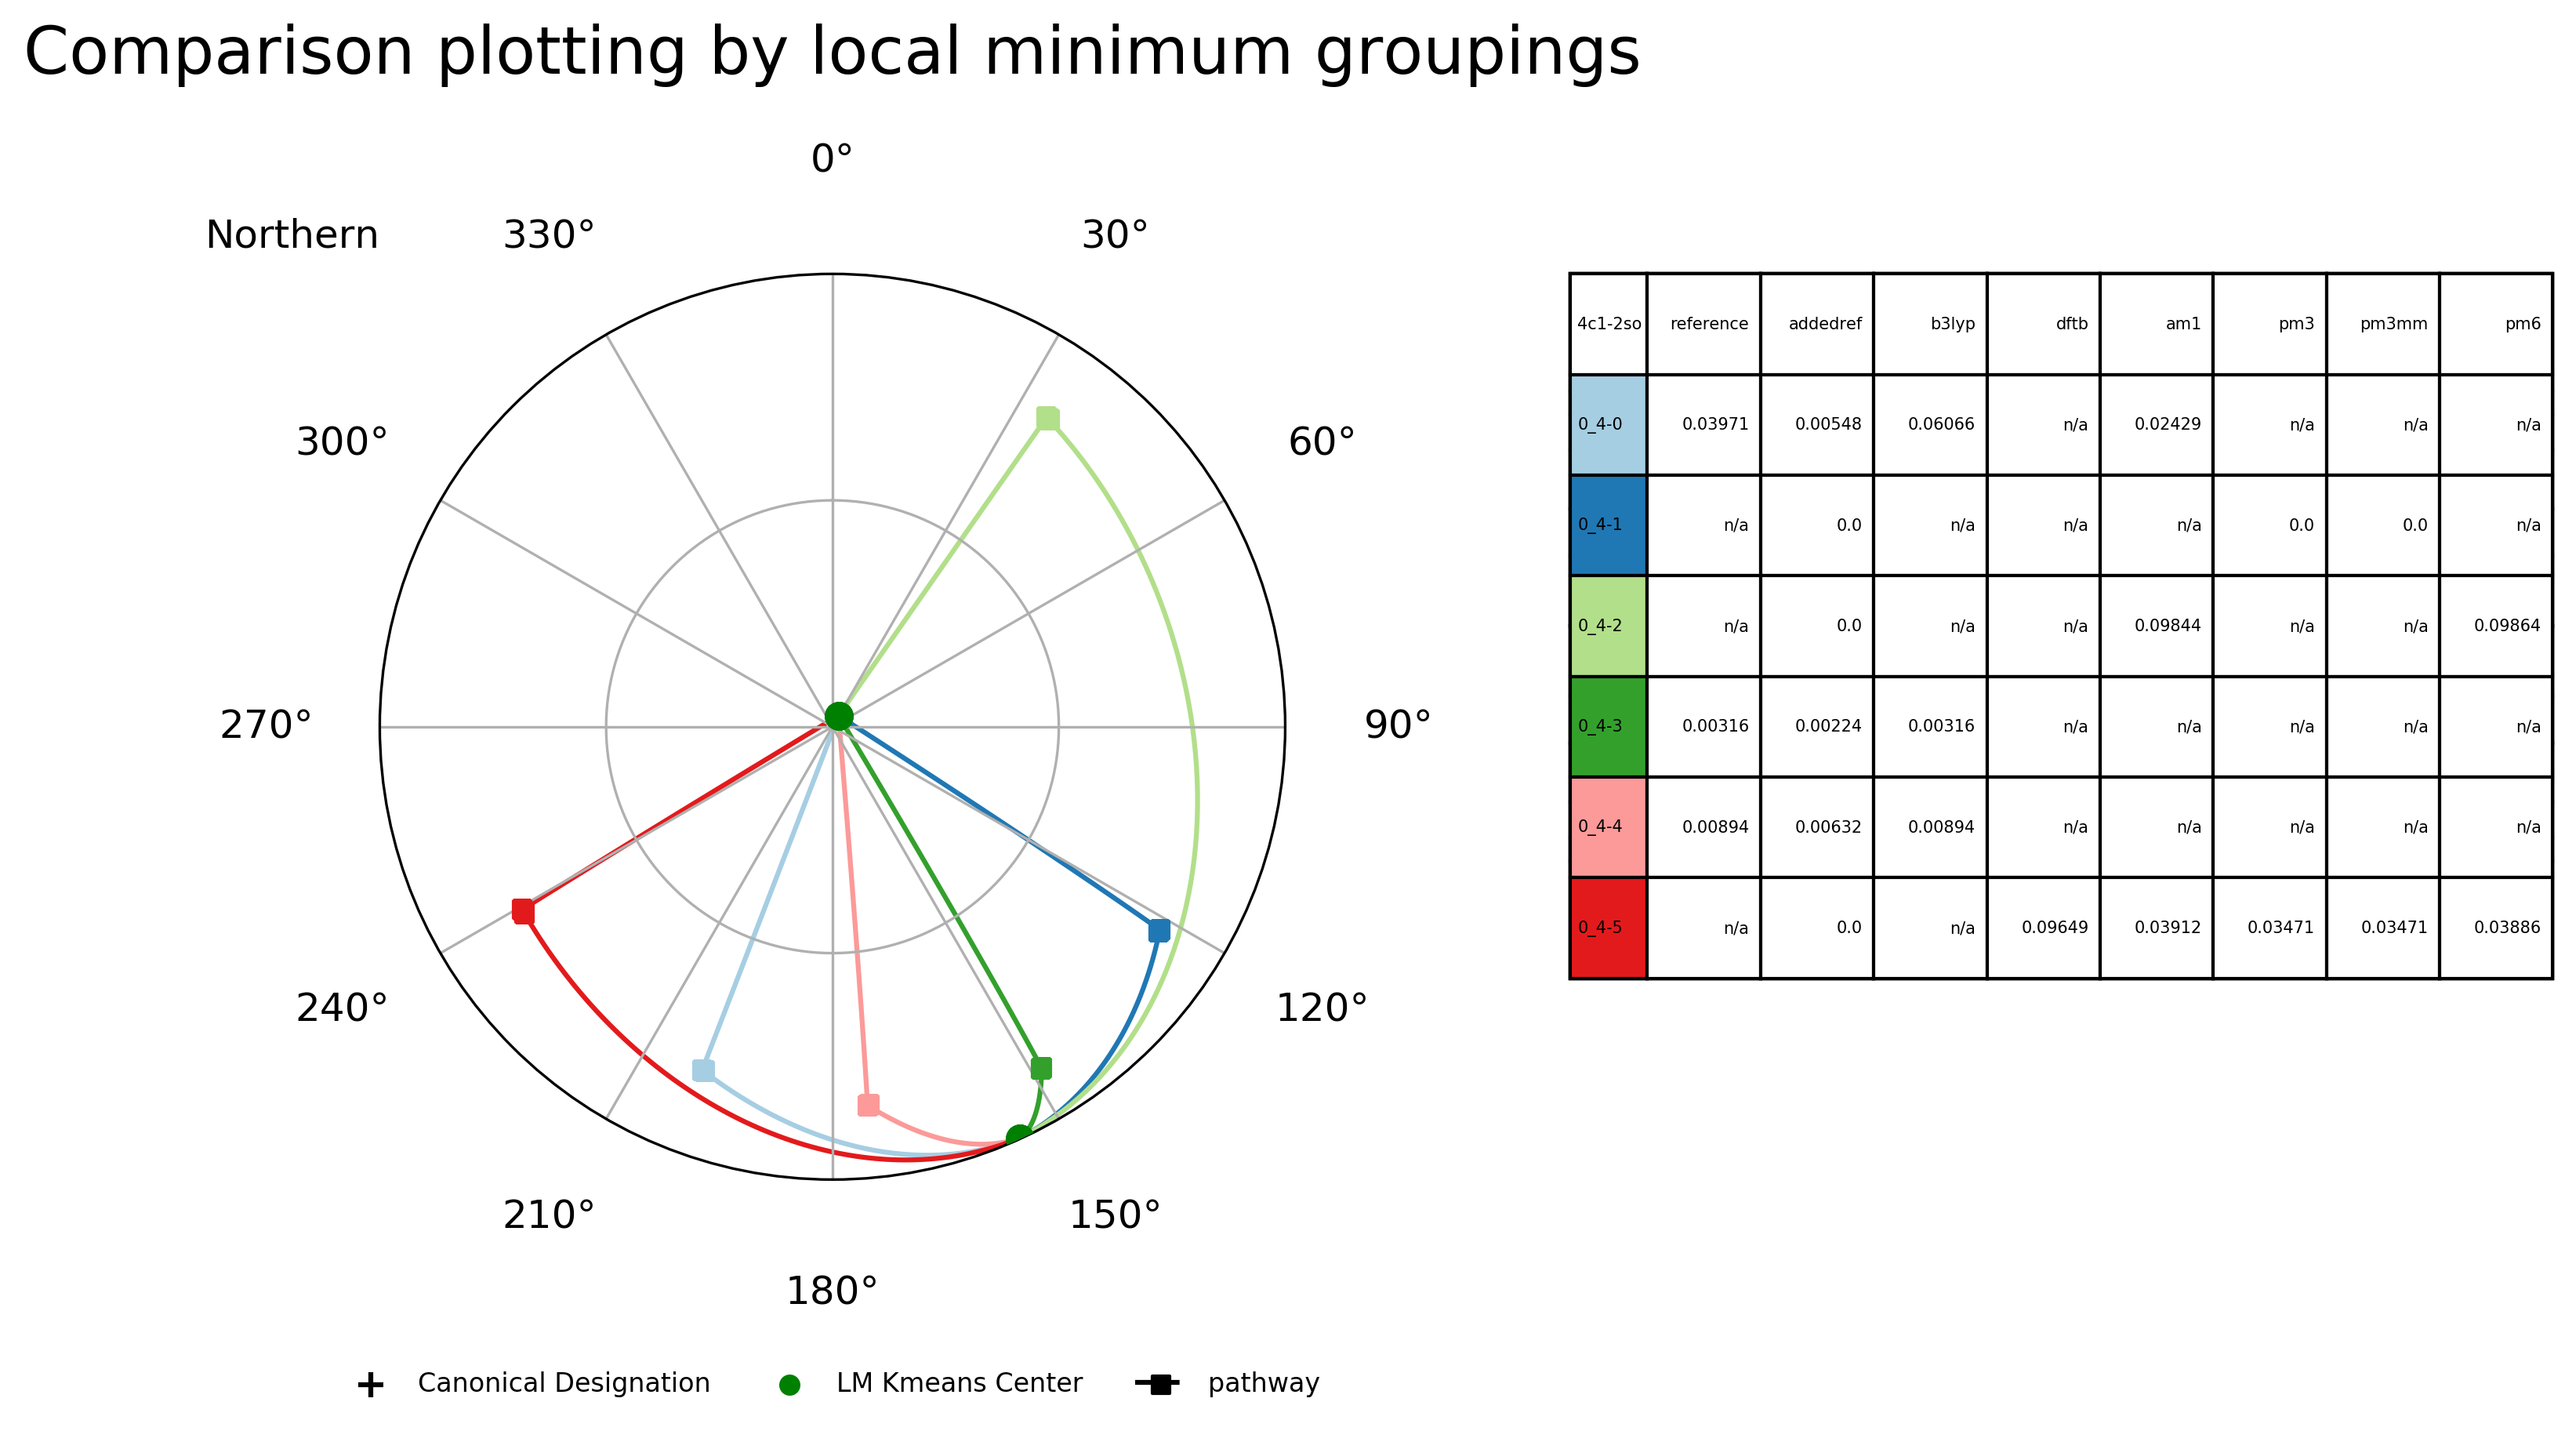 Comparison plotting by local minimum groupings
0°
Northern
330°
30°
300°
60°
270°
90°
240°
120°
210°
150°
180°
+ Canonical Designation LM Kmeans Center pathway
4c1-2so reference addedref b3lyp dftb am1 pm3 pm3mm pm6
0_4-0 0.03971 0.00548 0.06066 n/a 0.02429 n/a n/a n/a
0_4-1 n/a 0.0 n/a n/a n/a 0.0 0.0 n/a
0_4-2 n/a 0.0 n/a n/a 0.09844 n/a n/a 0.09864
0_4-3 0.00316 0.00224 0.00316 n/a n/a n/a n/a n/a
0_4-4 0.00894 0.00632 0.00894 n/a n/a n/a n/a n/a
0_4-5 n/a 0.0 n/a 0.09649 0.03912 0.03471 0.03471 0.03886